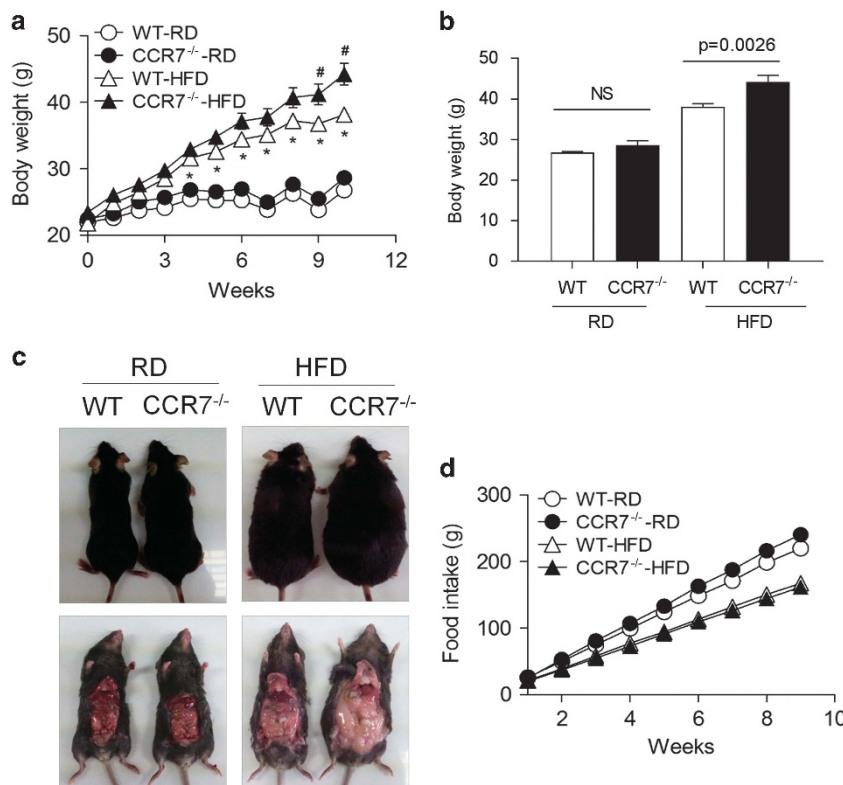 a
WT-RD
CCR7-/--RD
WT-HFD
CCR7-/--HFD
Body weight (g)
50
40
30
20
# #
* * * * * * *
0 3 6 9 12
Weeks
b
p=0.0026
NS
Body weight (g)
50
40
30
20
10
0
WT CCR7-/- WT CCR7-/-
RD HFD
c
RD HFD
WT CCR7-/- WT CCR7-/-
d
WT-RD
CCR7-/--RD
WT-HFD
CCR7-/--HFD
Food intake (g)
300
200
100
0
2 4 6 8 10
Weeks